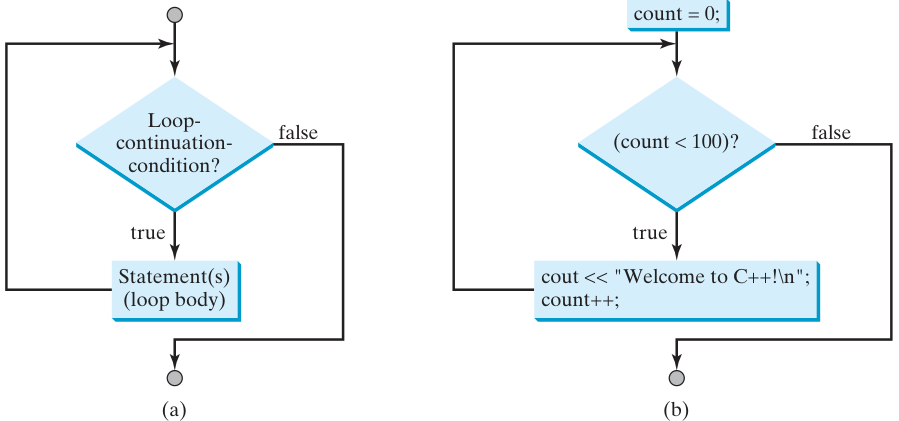 Loop-
continuation-
condition?
false
true
Statement(s)
(loop body)
(a)
count = 0;
(count < 100)?
false
true
cout << "Welcome to C++!\n";
count++;
(b)